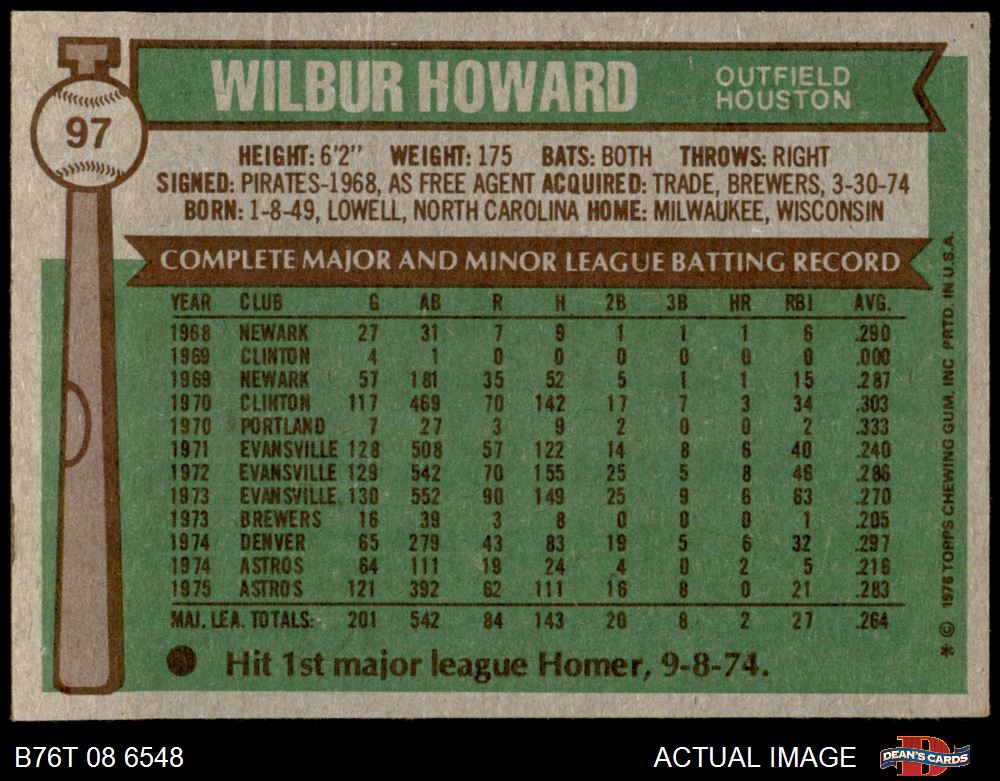 WILBUR HOWARD
OUTFIELD
HOUSTON
97
HEIGHT: 6'2" WEIGHT: 175 BATS: BOTH THROWS: RIGHT
SIGNED: PIRATES-1968, AS FREE AGENT ACQUIRED: TRADE, BREWERS, 3-30-74
BORN: 1-8-49, LOWELL, NORTH CAROLINA HOME: MILWAUKEE, WISCONSIN
COMPLETE MAJOR AND MINOR LEAGUE BATTING RECORD
YEAR CLUB G AB R H 2B 3B HR RBI AVG.
1968 NEWARK 27 31 7 9 1 1 1 6 .290
1969 CLINTON 4 1 0 0 0 0 0 0 .000
1969 NEWARK 57 181 35 52 5 1 1 15 .287
1970 CLINTON 117 469 70 142 17 7 3 34 .303
1970 PORTLAND 7 27 3 9 2 0 0 2 .333
1971 EVANSVILLE 128 508 57 122 14 8 6 40 .240
1972 EVANSVILLE 129 542 70 155 25 5 8 46 .286
1973 EVANSVILLE 130 552 90 149 25 9 6 63 .270
1973 BREWERS 16 39 3 8 0 0 0 1 .205
1974 DENVER 65 279 43 83 19 5 6 32 .297
1974 ASTROS 64 111 19 24 4 0 2 5 .216
1975 ASTROS 121 392 62 111 16 8 0 21 .283
MAJ. LEA. TOTALS: 201 542 84 143 20 8 2 27 .264
Hit 1st major league Homer, 9-8-74.
* © 1976 TOPPS CHEWING GUM, INC PRTD. IN U.S.A.
B76T 08 6548
ACTUAL IMAGE
DEAN'S CARDS